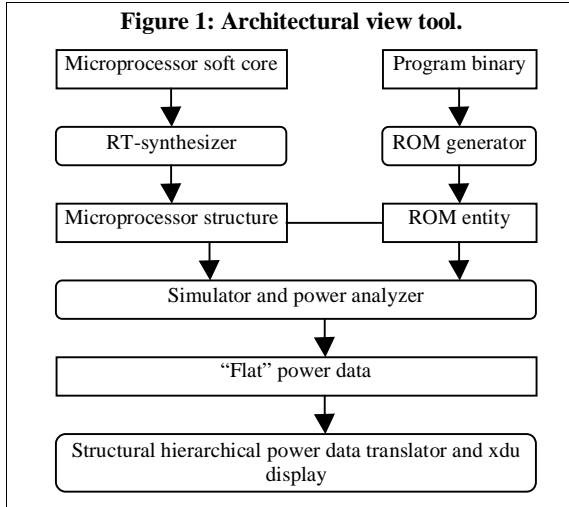 Figure 1: Architectural view tool.
Microprocessor soft core
Program binary
RT-synthesizer
ROM generator
Microprocessor structure
ROM entity
Simulator and power analyzer
“Flat” power data
Structural hierarchical power data translator and xdu
display